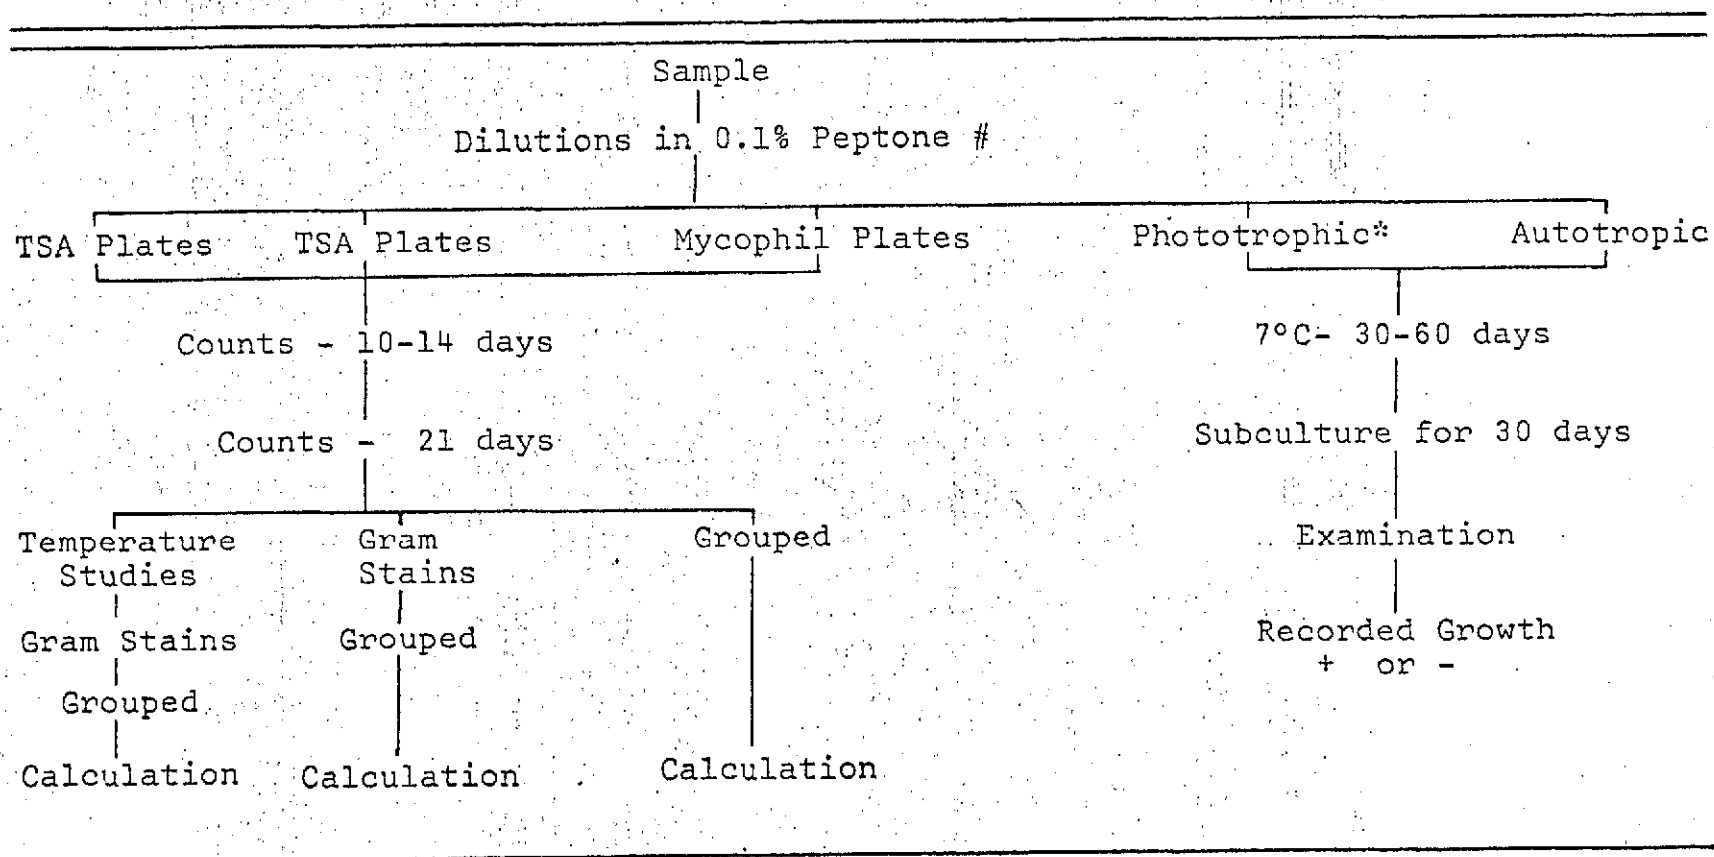 Sample
Dilutions in 0.1% Peptone #
TSA Plates TSA Plates Mycophil Plates Phototrophic* Autotropic
Counts - 10-14 days
7°C- 30-60 days
Counts - 21 days
Subculture for 30 days
Temperature Studies
Gram Stains
Grouped
Examination
Gram Stains
Grouped
Recorded Growth
+ or -
Grouped
Calculation
Calculation
Calculation